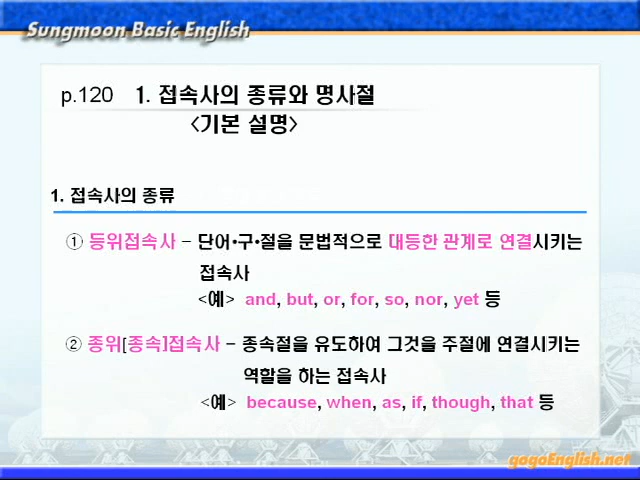 Sungmoon Basic English
p.120 1. 접속사의 종류와 명사절
<기본 설명>
1. 접속사의 종류
① 등위접속사 - 단어•구•절을 문법적으로 대등한 관계로 연결시키는
접속사
<예> and, but, or, for, so, nor, yet 등
② 종위[종속]접속사 - 종속절을 유도하여 그것을 주절에 연결시키는
역할을 하는 접속사
<예> because, when, as, if, though, that 등
gogoEnglish.net